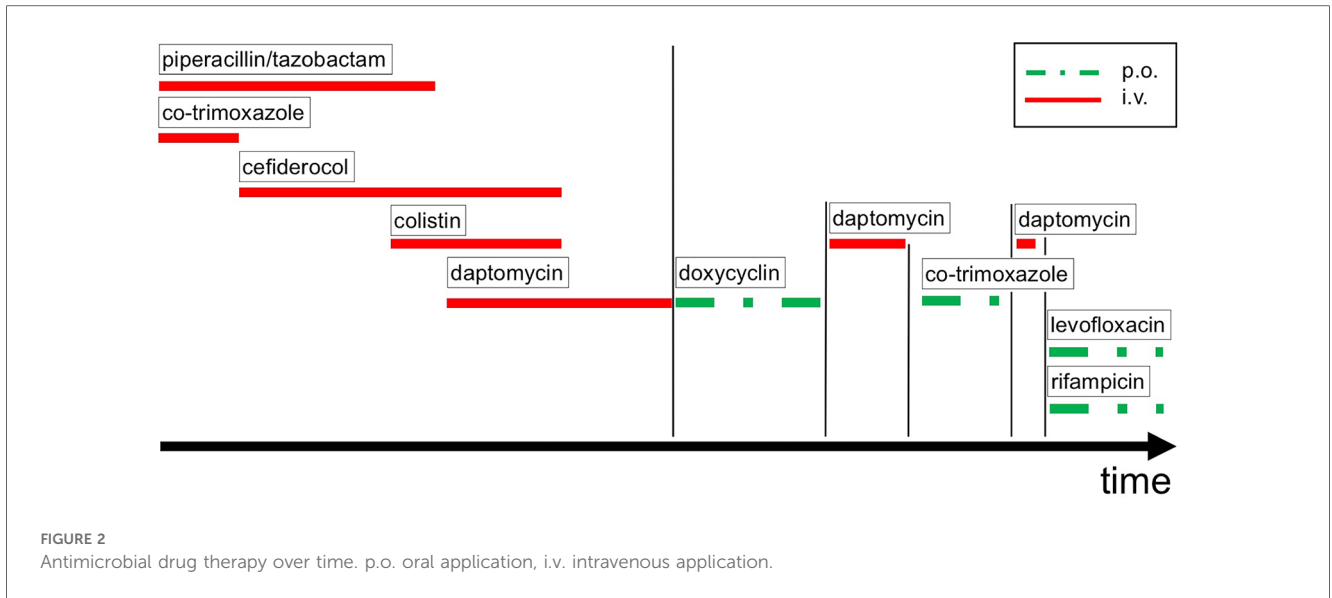 piperacillin/tazobactam
co-trimoxazole
cefiderocol
colistin
daptomycin
doxycyclin
daptomycin
co-trimoxazole
daptomycin
levofloxacin
rifampicin
p.o.
i.v.
time
FIGURE 2
Antimicrobial drug therapy over time. p.o. oral application, i.v. intravenous application.